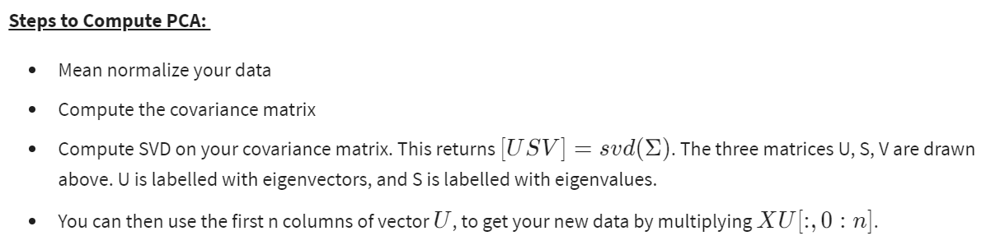 Steps to Compute PCA:
• Mean normalize your data
• Compute the covariance matrix
• Compute SVD on your covariance matrix. This returns [USV] = svd(Σ). The three matrices U, S, V are drawn
above. U is labelled with eigenvectors, and S is labelled with eigenvalues.
• You can then use the first n columns of vector U, to get your new data by multiplying XU[:, 0 : n].